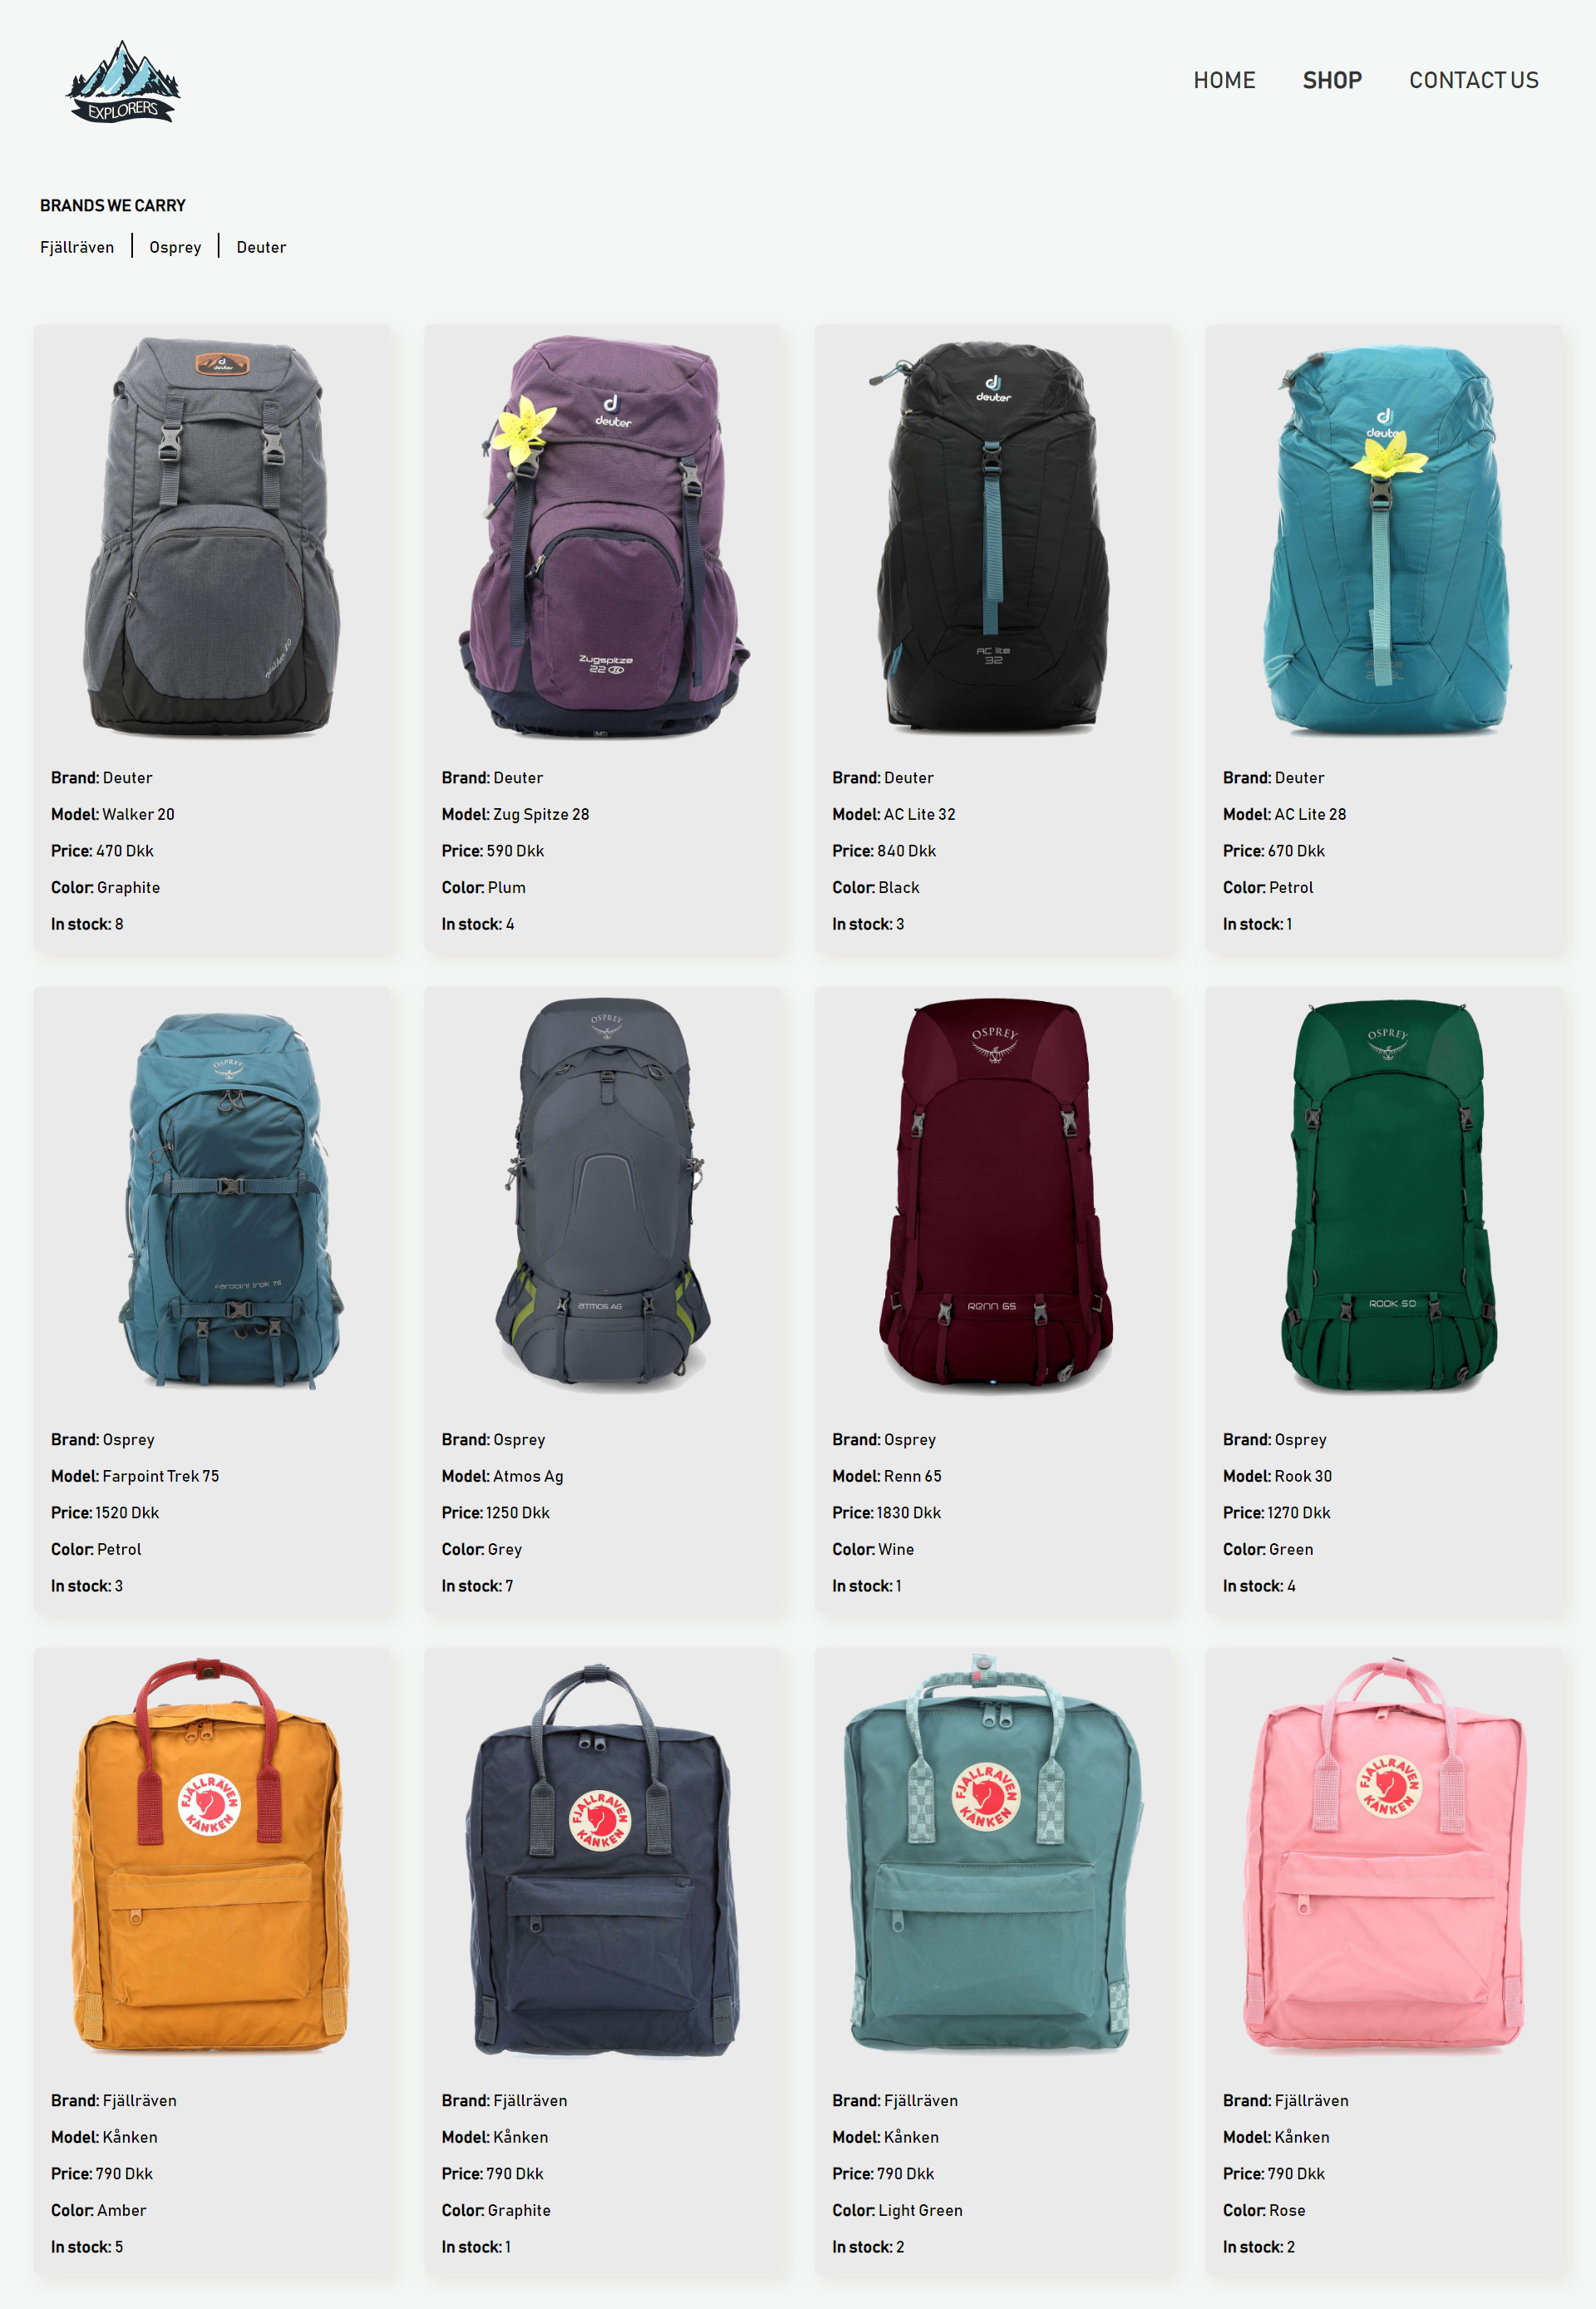 EXPLORERS
HOME
SHOP
CONTACT US
BRANDS WE CARRY
Fjällräven
Osprey
Deuter
deuter
walker 20
Brand: Deuter
Model: Walker 20
Price: 470 Dkk
Color: Graphite
In stock: 8
deuter
Zugspitze
22
Brand: Deuter
Model: Zug Spitze 28
Price: 590 Dkk
Color: Plum
In stock: 4
deuter
AC lite
32
Brand: Deuter
Model: AC Lite 32
Price: 840 Dkk
Color: Black
In stock: 3
Brand: Deuter
Model: AC Lite 28
Price: 670 Dkk
Color: Petrol
In stock: 1
OSPREY
Farpoint trek 75
Brand: Osprey
Model: Farpoint Trek 75
Price: 1520 Dkk
Color: Petrol
In stock: 3
OSPREY
ATMOS AG
Brand: Osprey
Model: Atmos Ag
Price: 1250 Dkk
Color: Grey
In stock: 7
OSPREY
Renn 65
Brand: Osprey
Model: Renn 65
Price: 1830 Dkk
Color: Wine
In stock: 1
OSPREY
ROOK 50
Brand: Osprey
Model: Rook 30
Price: 1270 Dkk
Color: Green
In stock: 4
FJÄLLRÄVEN
KÅNKEN
Brand: Fjällräven
Model: Kånken
Price: 790 Dkk
Color: Amber
In stock: 5
FJÄLLRÄVEN
KÅNKEN
Brand: Fjällräven
Model: Kånken
Price: 790 Dkk
Color: Graphite
In stock: 1
FJÄLLRÄVEN
KÅNKEN
Brand: Fjällräven
Model: Kånken
Price: 790 Dkk
Color: Light Green
In stock: 2
FJÄLLRÄVEN
KÅNKEN
Brand: Fjällräven
Model: Kånken
Price: 790 Dkk
Color: Rose
In stock: 2